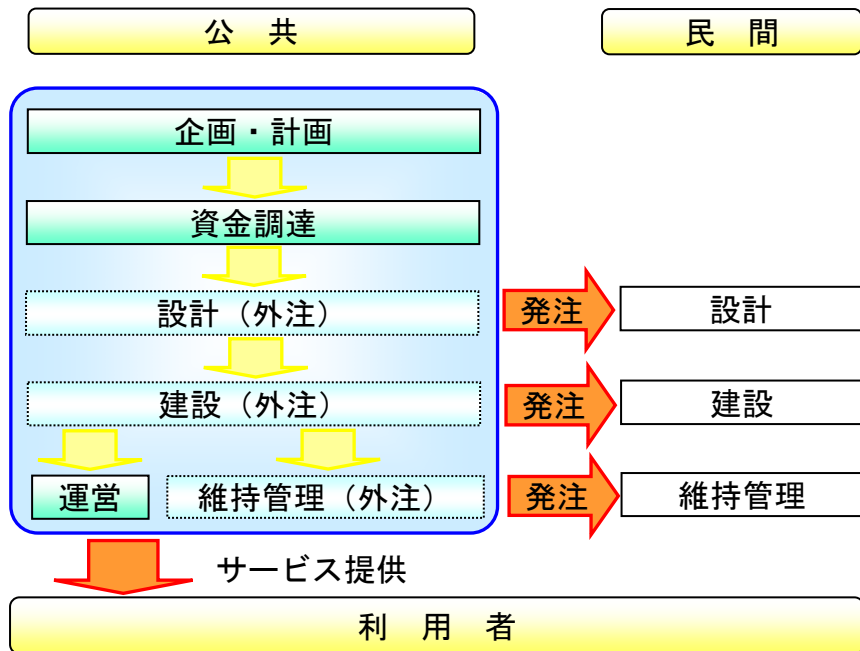 公 共
民 間
企画・計画
資金調達
設計（外注）
発注
設計
建設（外注）
発注
建設
運営
維持管理（外注）
発注
維持管理
サービス提供
利 用 者